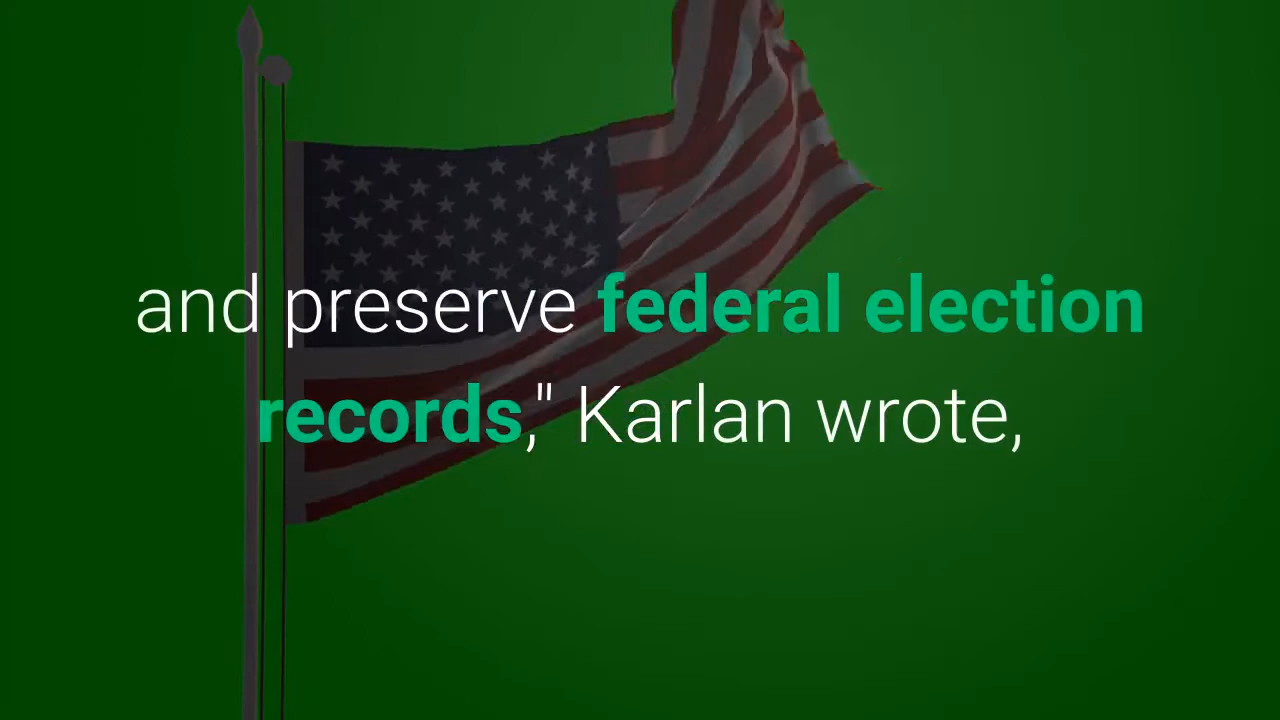 and preserve federal election
records," Karlan wrote,